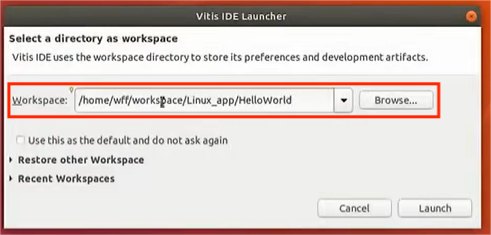 Vitis IDE Launcher
Select a directory as workspace
Vitis IDE uses the workspace directory to store its preferences and development artifacts.
Workspace: /home/wff/workspace/Linux_app/HelloWorld Browse...
Use this as the default and do not ask again
Restore other Workspace
Recent Workspaces
Cancel Launch